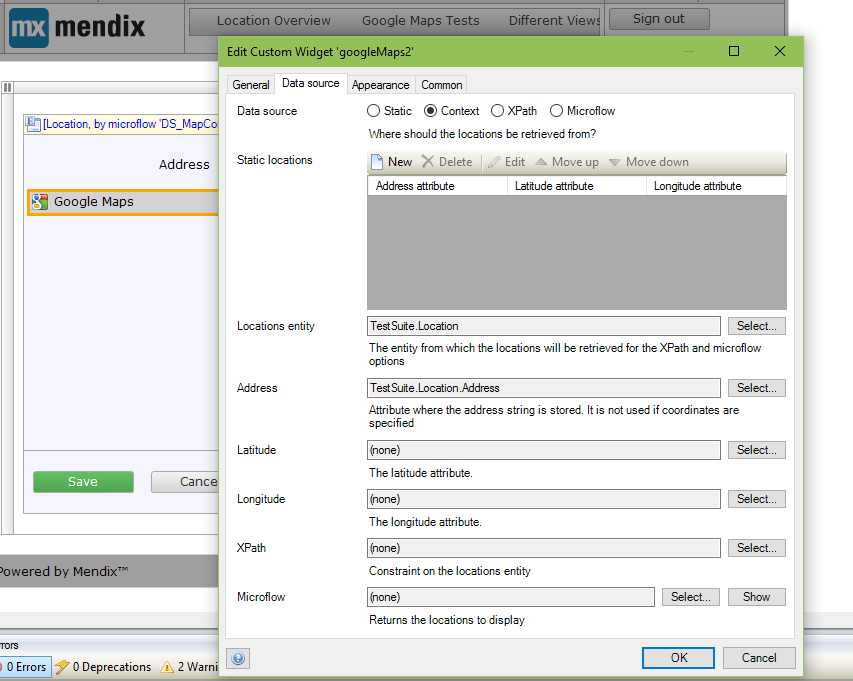 mx mendix
Location Overview Google Maps Tests Different Views Sign out
Edit Custom Widget 'googleMaps2'
General Data source Appearance Common
Data source Static Context XPath Microflow
Where should the locations be retrieved from?
Static locations New Delete Edit Move up Move down
Address attribute Latitude attribute Longitude attribute
Locations entity TestSuite.Location Select...
The entity from which the locations will be retrieved for the XPath and microflow
options
Address TestSuite.Location.Address Select...
Attribute where the address string is stored. It is not used if coordinates are
specified
Latitude (none) Select...
The latitude attribute.
Longitude (none) Select...
The longitude attribute.
XPath (none) Select...
Constraint on the locations entity
Microflow (none) Select... Show
Returns the locations to display
OK Cancel
[Location, by microflow 'DS_MapCo
Address
Google Maps
Save Cance
Powered by Mendix™
rrors
0 Errors 0 Deprecations 2 Warni